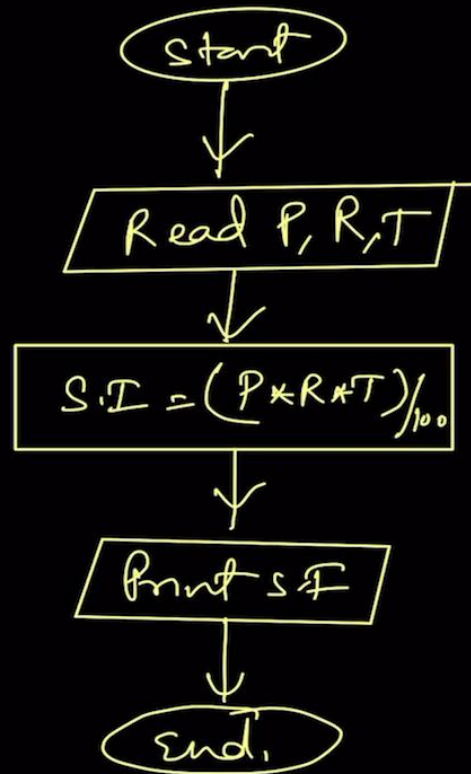 Start
Read P, R, T
S.I = (P*R*T)/100
Print S.I
End.